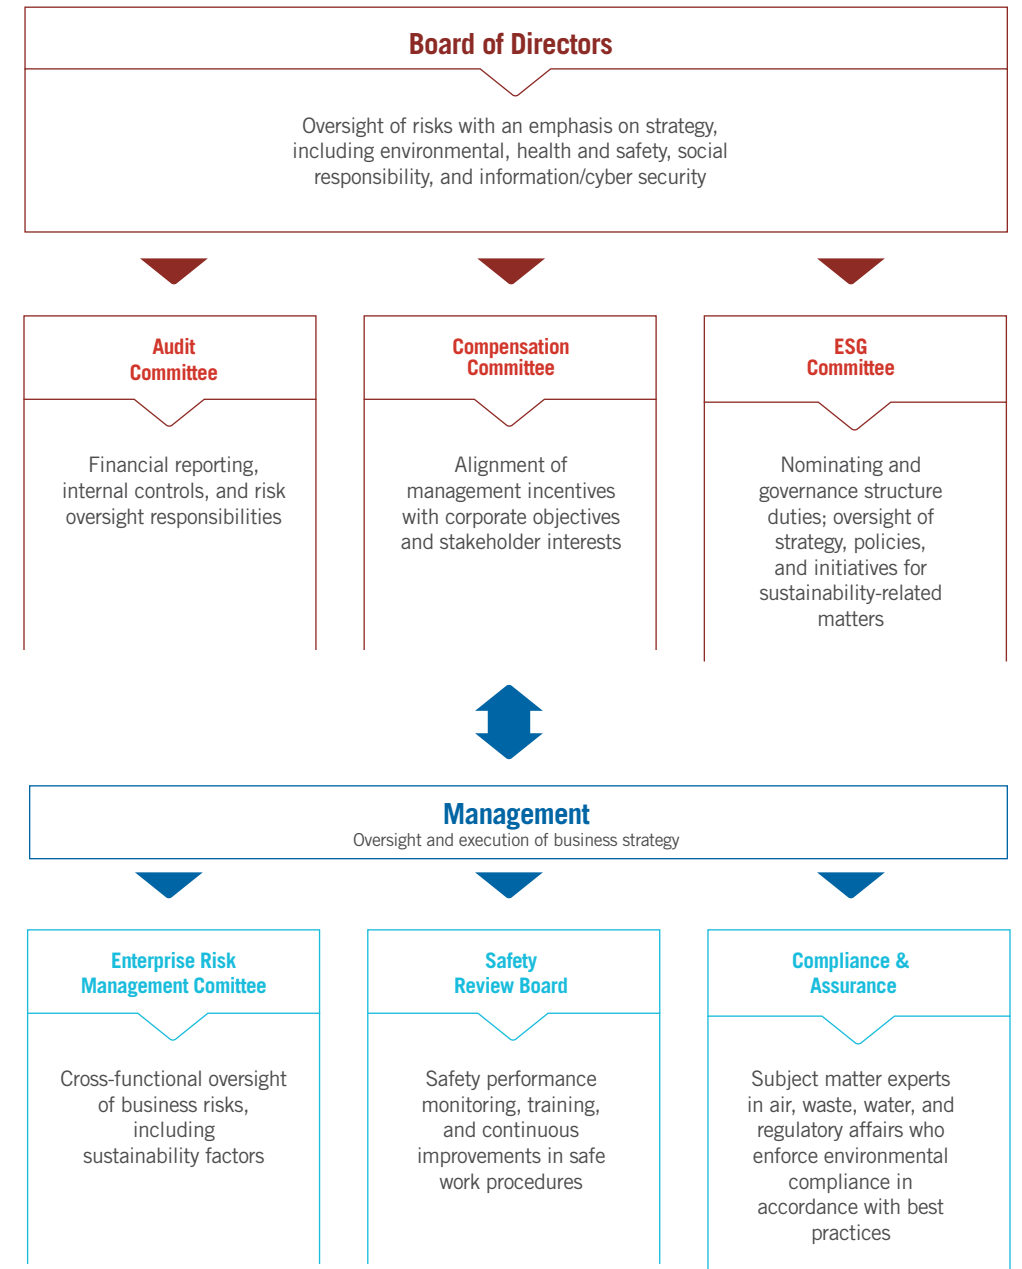 Board of Directors
Oversight of risks with an emphasis on strategy,
including environmental, health and safety, social
responsibility, and information/cyber security
Audit
Committee
Financial reporting,
internal controls, and risk
oversight responsibilities
Compensation
Committee
Alignment of
management incentives
with corporate objectives
and stakeholder interests
ESG
Committee
Nominating and
governance structure
duties; oversight of
strategy, policies,
and initiatives for
sustainability-related
matters
Management
Oversight and execution of business strategy
Enterprise Risk
Management Comittee
Cross-functional oversight
of business risks,
including
sustainability factors
Safety
Review Board
Safety performance
monitoring, training,
and continuous
improvements in safe
work procedures
Compliance &
Assurance
Subject matter experts
in air, waste, water, and
regulatory affairs who
enforce environmental
compliance in
accordance with best
practices